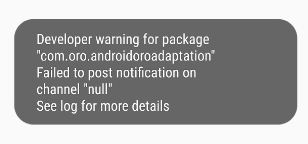 Developer warning for package
"com.oro.androidoroadaptation"
Failed to post notification on
channel "null"
See log for more details